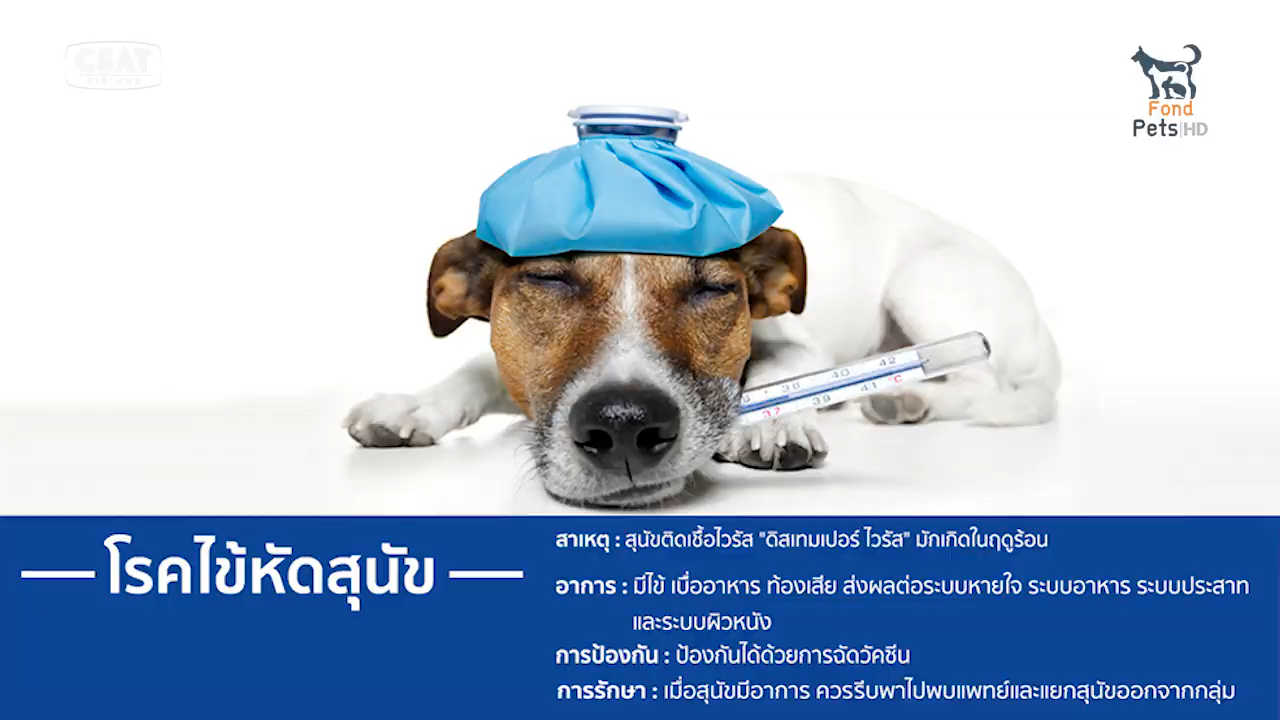 CSAT
Fond
Pets|HD
38 40 42
37 39 41 °C
โรคไข้หัดสุนัข
สาเหตุ : สุนัขติดเชื้อไวรัส "ดิสเทมเปอร์ ไวรัส" มักเกิดในฤดูร้อน
อาการ : มีไข้ เบื่ออาหาร ท้องเสีย ส่งผลต่อระบบหายใจ ระบบอาหาร ระบบประสาท
และระบบผิวหนัง
การป้องกัน : ป้องกันได้ด้วยการฉัดวัคซีน
การรักษา : เมื่อสุนัขมีอาการ ควรรีบพาไปพบแพทย์และแยกสุนัขออกจากกลุ่ม